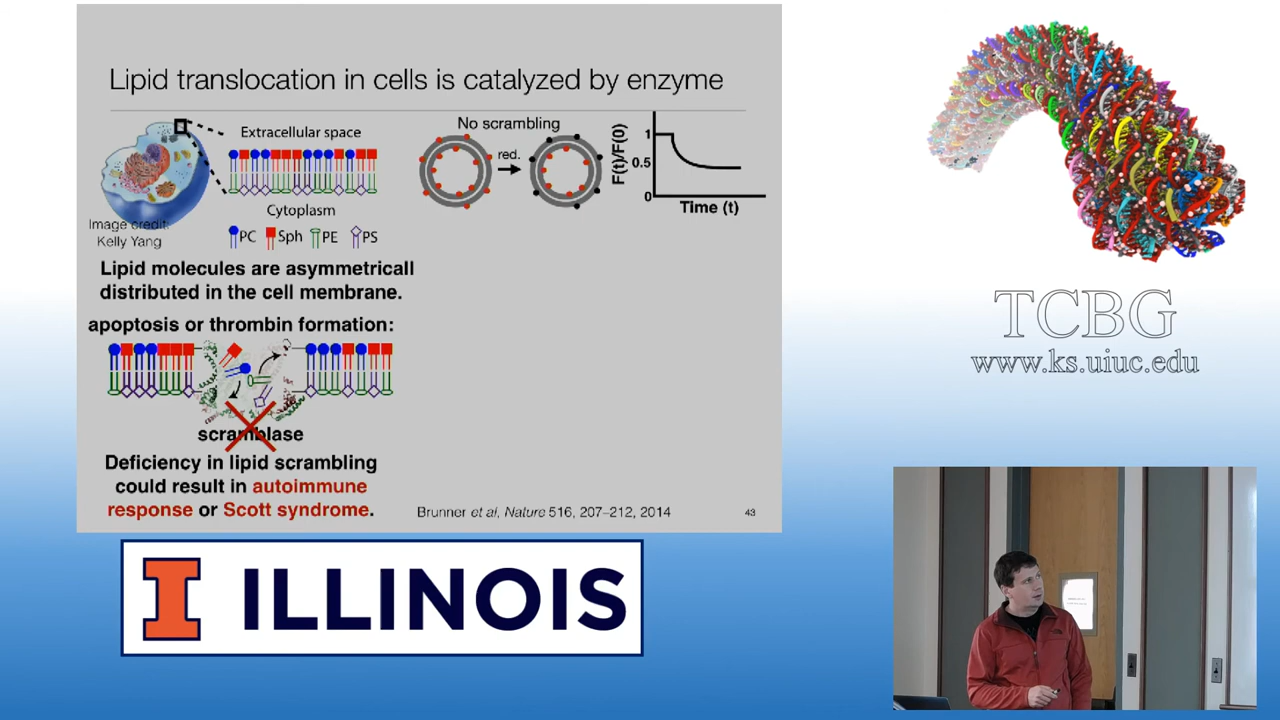 Lipid translocation in cells is catalyzed by enzyme
Extracellular space
Cytoplasm
PC Sph PE PS
Image credit:
Kelly Yang
No scrambling
red.
F(t)/F(0)
1
0.5
0
Time (t)
Lipid molecules are asymmetricall
distributed in the cell membrane.
apoptosis or thrombin formation:
scramblase
Deficiency in lipid scrambling
could result in autoimmune
response or Scott syndrome.
Brunner et al, Nature 516, 207–212, 2014
43
TCBG
www.ks.uiuc.edu
I ILLINOIS